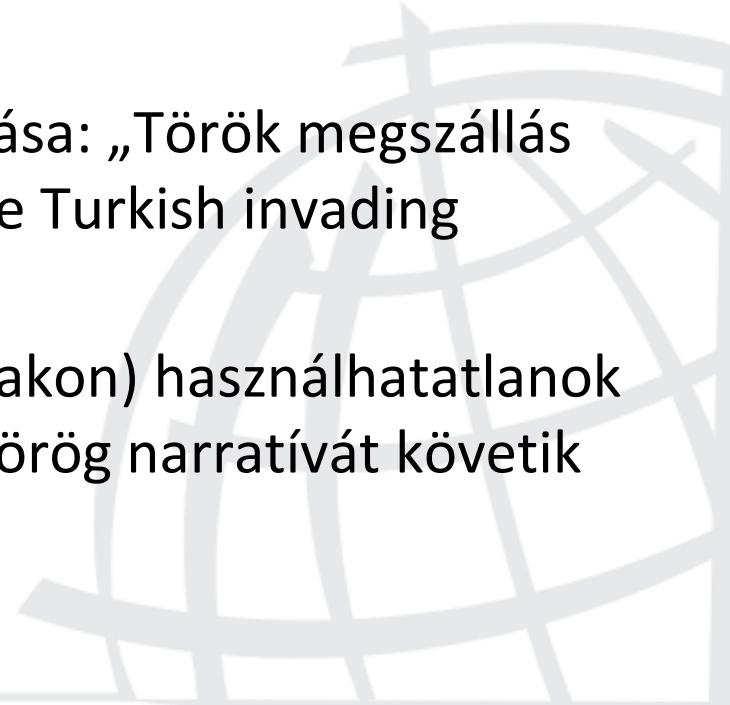 ása: „Török megszállás
e Turkish invading
akon) használhatatlanok
örög narratívát követik